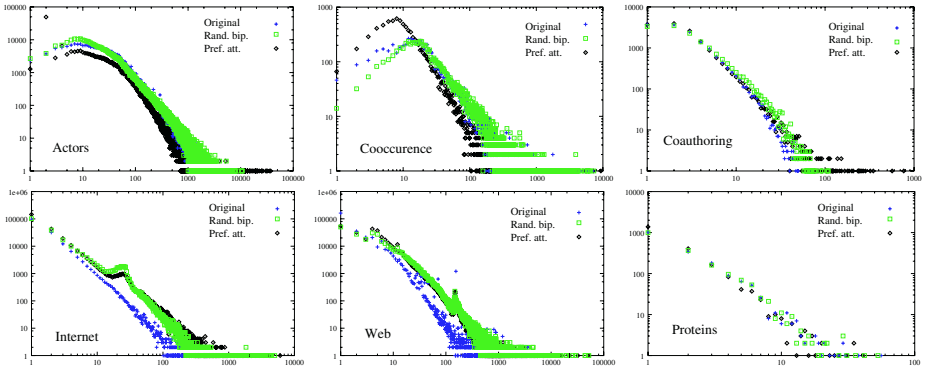 100000
10000
1000
100
10
1
1
10
100
1000
10000
100000
Original
Rand. bip.
Pref. att.
Actors
1000
100
10
1
1
10
100
1000
10000
100000
Original
Rand. bip.
Pref. att.
Cooccurence
10000
1000
100
10
1
1
10
100
1000
Original
Rand. bip.
Pref. att.
Coauthoring
1e+06
100000
10000
1000
100
10
1
1
10
100
1000
10000
Original
Rand. bip.
Pref. att.
Internet
1e+06
100000
10000
1000
100
10
1
1
10
100
1000
10000
100000
Original
Rand. bip.
Pref. att.
Web
10000
1000
100
10
1
1
10
100
Original
Rand. bip.
Pref. att.
Proteins